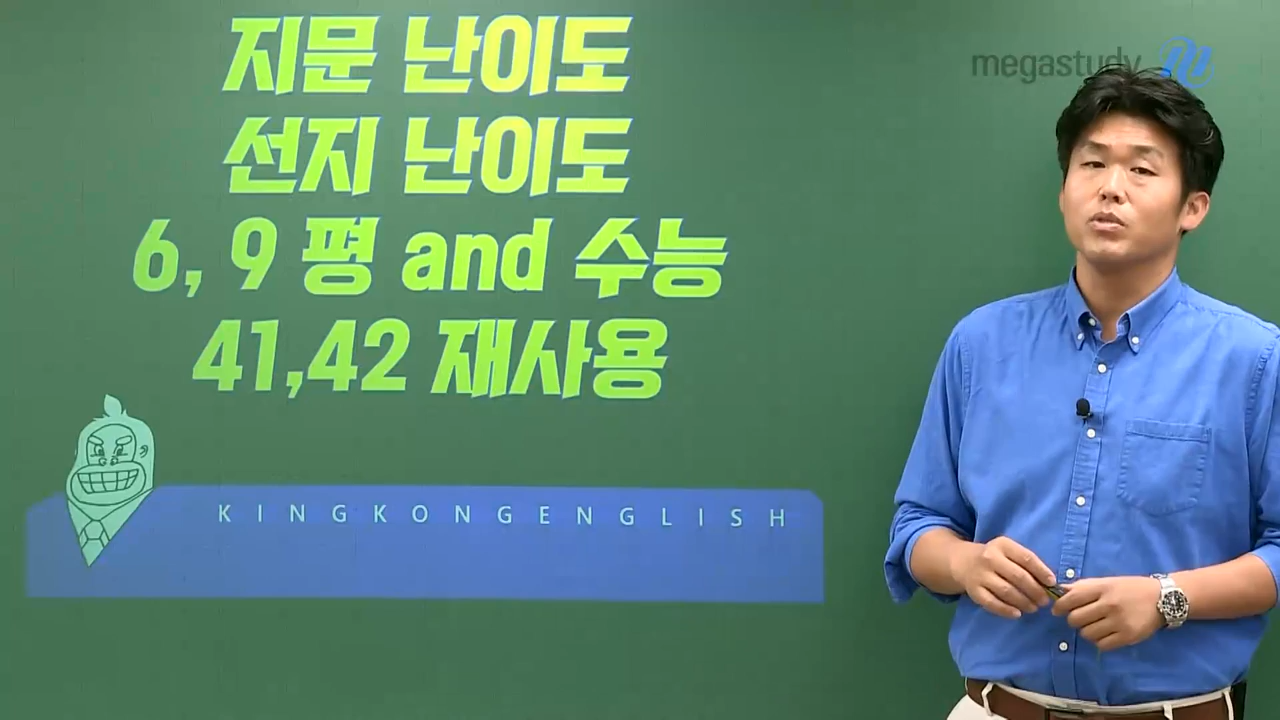 지문 난이도
megastudy
선지 난이도
6, 9 평 and 수능
41,42 재사용
KINGKONGENGLISH